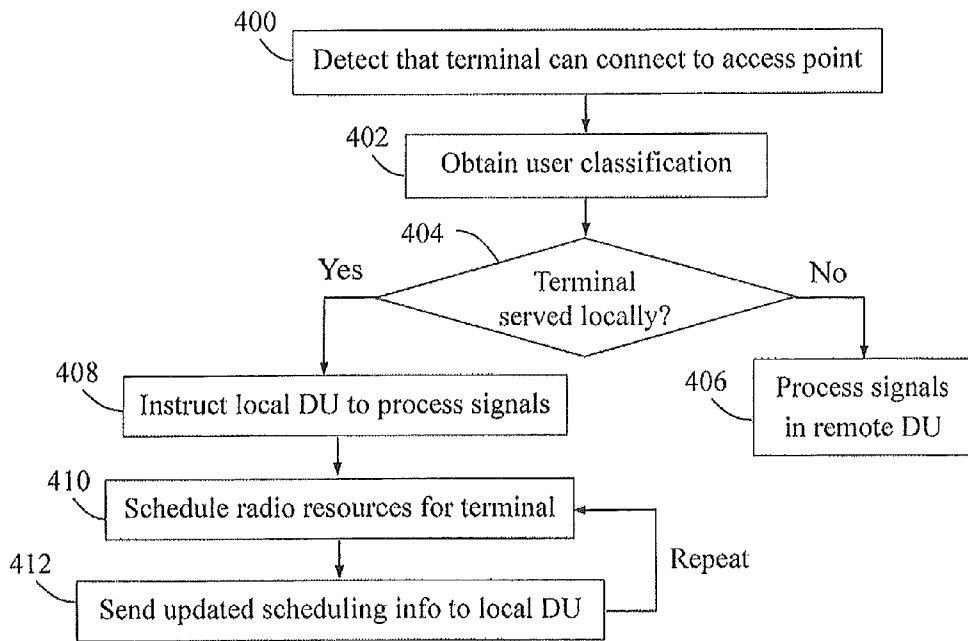 400
Detect that terminal can connect to access point
402
Obtain user classification
404
Yes
No
Terminal
served locally?
408
Instruct local DU to process signals
406
Process signals
in remote DU
410
Schedule radio resources for terminal
Repeat
412
Send updated scheduling info to local DU